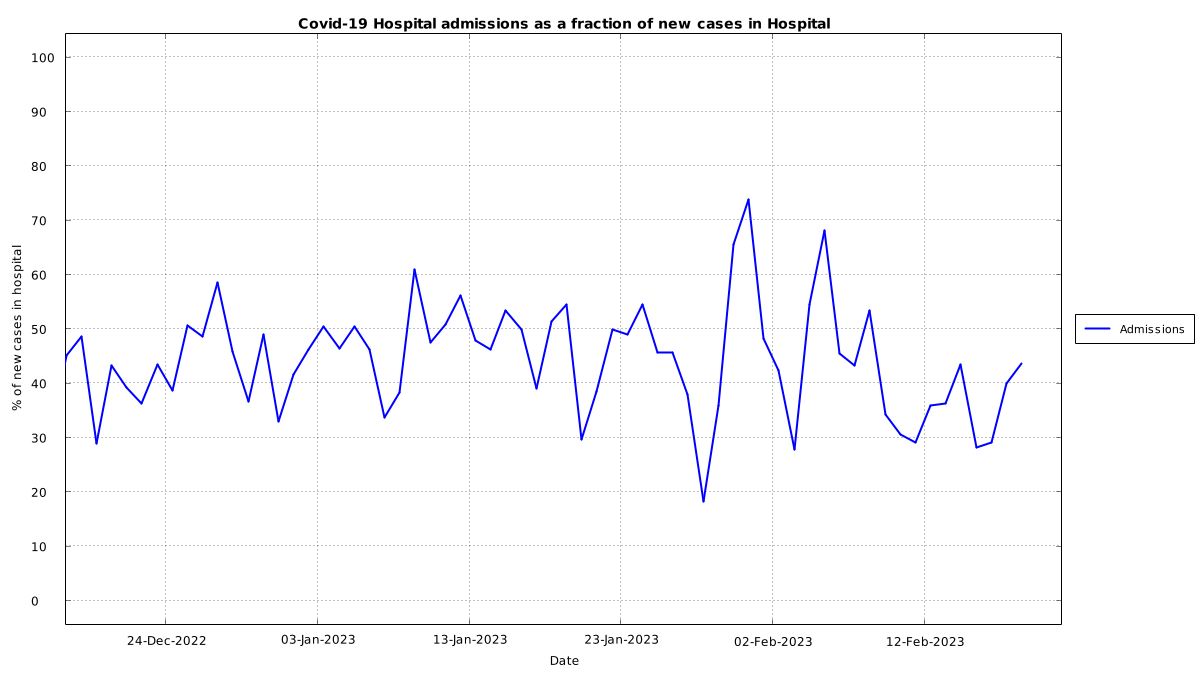 Covid-19 Hospital admissions as a fraction of new cases in Hospital
100
90
80
70
60
50
40
30
20
10
0
% of new cases in hospital
24-Dec-2022 03-Jan-2023 13-Jan-2023 23-Jan-2023 02-Feb-2023 12-Feb-2023
Date
Admissions